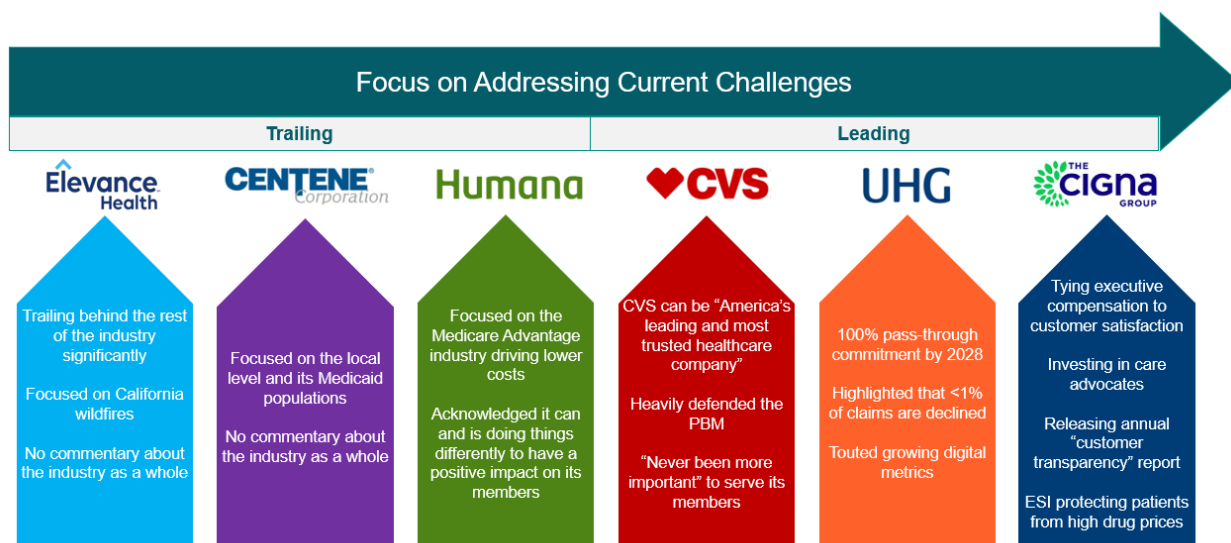 Focus on Addressing Current Challenges
Trailing
Leading
Elevance
Health
CENTENE®
Corporation
Humana
CVS
UHG
THE
cigna
GROUP
Trailing behind the rest
of the industry
significantly
Focused on California
wildfires
No commentary about
the industry as a whole
Focused on the local
level and its Medicaid
populations
No commentary about
the industry as a whole
Focused on the
Medicare Advantage
industry driving lower
costs
Acknowledged it can
and is doing things
differently to have a
positive impact on its
members
CVS can be “America’s
leading and most
trusted healthcare
company”
Heavily defended the
PBM
“Never been more
important” to serve its
members
100% pass-through
commitment by 2028
Highlighted that <1%
of claims are declined
Touted growing digital
metrics
Tying executive
compensation to
customer satisfaction
Investing in care
advocates
Releasing annual
“customer
transparency” report
ESI protecting patients
from high drug prices